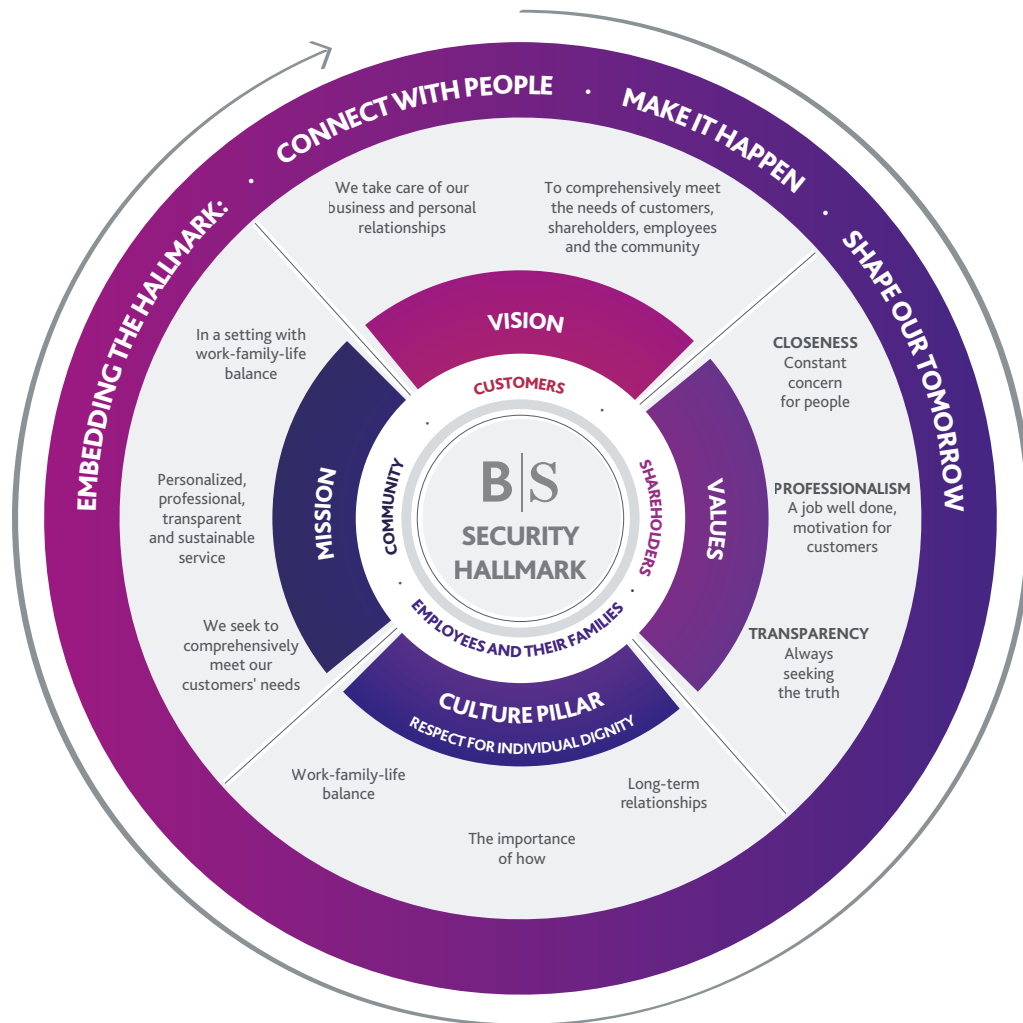 EMBEDDING THE HALLMARK: · CONNECT WITH PEOPLE · MAKE IT HAPPEN · SHAPE OUR TOMORROW
We take care of our
business and personal
relationships
To comprehensively meet
the needs of customers,
shareholders, employees
and the community
VISION
CLOSENESS
Constant
concern
for people
PROFESSIONALISM
A job well done,
motivation for
customers
TRANSPARENCY
Always
seeking
the truth
VALUES
Long-term
relationships
The importance
of how
Work-family-life
balance
CULTURE PILLAR
RESPECT FOR INDIVIDUAL DIGNITY
In a setting with
work-family-life
balance
Personalized,
professional,
transparent
and sustainable
service
We seek to
comprehensively
meet our
customers' needs
MISSION
CUSTOMERS
SHAREHOLDERS
EMPLOYEES AND THEIR FAMILIES
COMMUNITY
B|S
SECURITY
HALLMARK